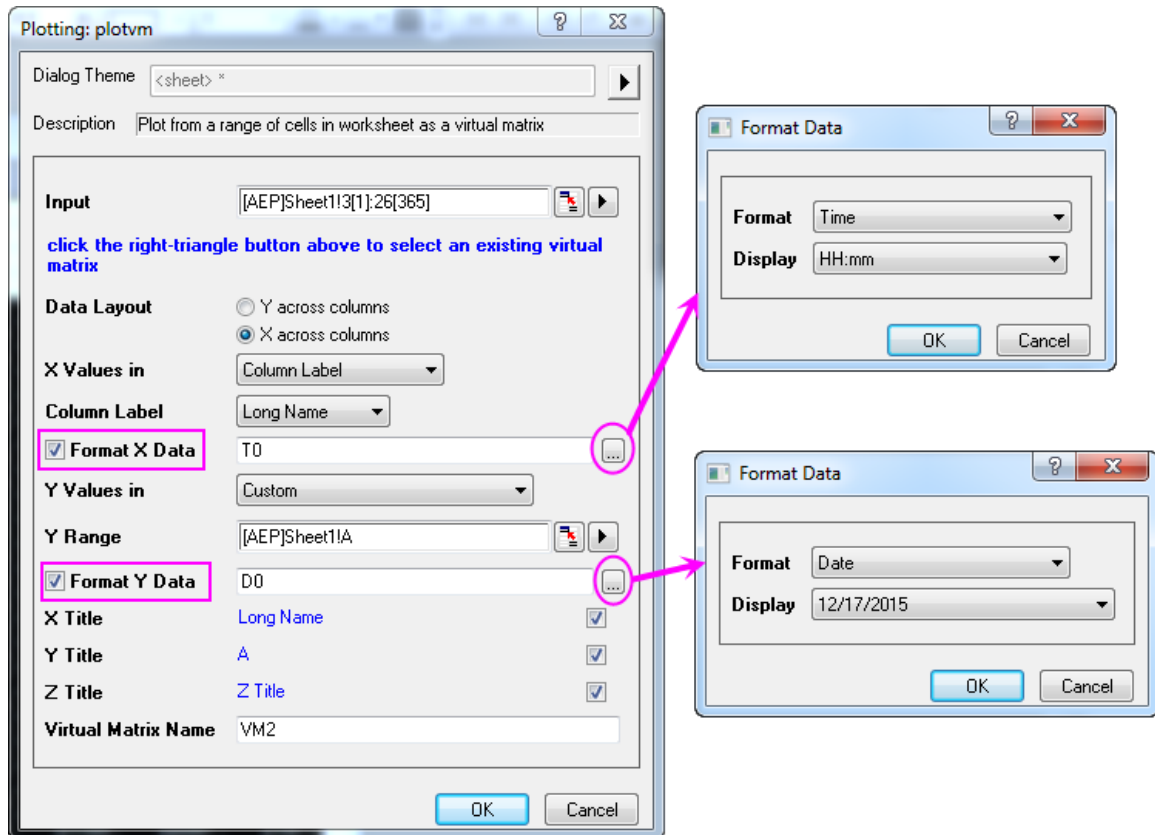 Plotting: plotvm
Dialog Theme <sheet> *
Description Plot from a range of cells in worksheet as a virtual matrix
Input [AEP]Sheet1!3[1]:26[365]
click the right-triangle button above to select an existing virtual
matrix
Data Layout Y across columns
X across columns
X Values in Column Label
Column Label Long Name
Format X Data T0 ...
Y Values in Custom
Y Range [AEP]Sheet1!A
Format Y Data D0 ...
X Title Long Name
Y Title A
Z Title Z Title
Virtual Matrix Name VM2
OK Cancel
Format Data
Format Time
Display HH:mm
OK Cancel
Format Data
Format Date
Display 12/17/2015
OK Cancel